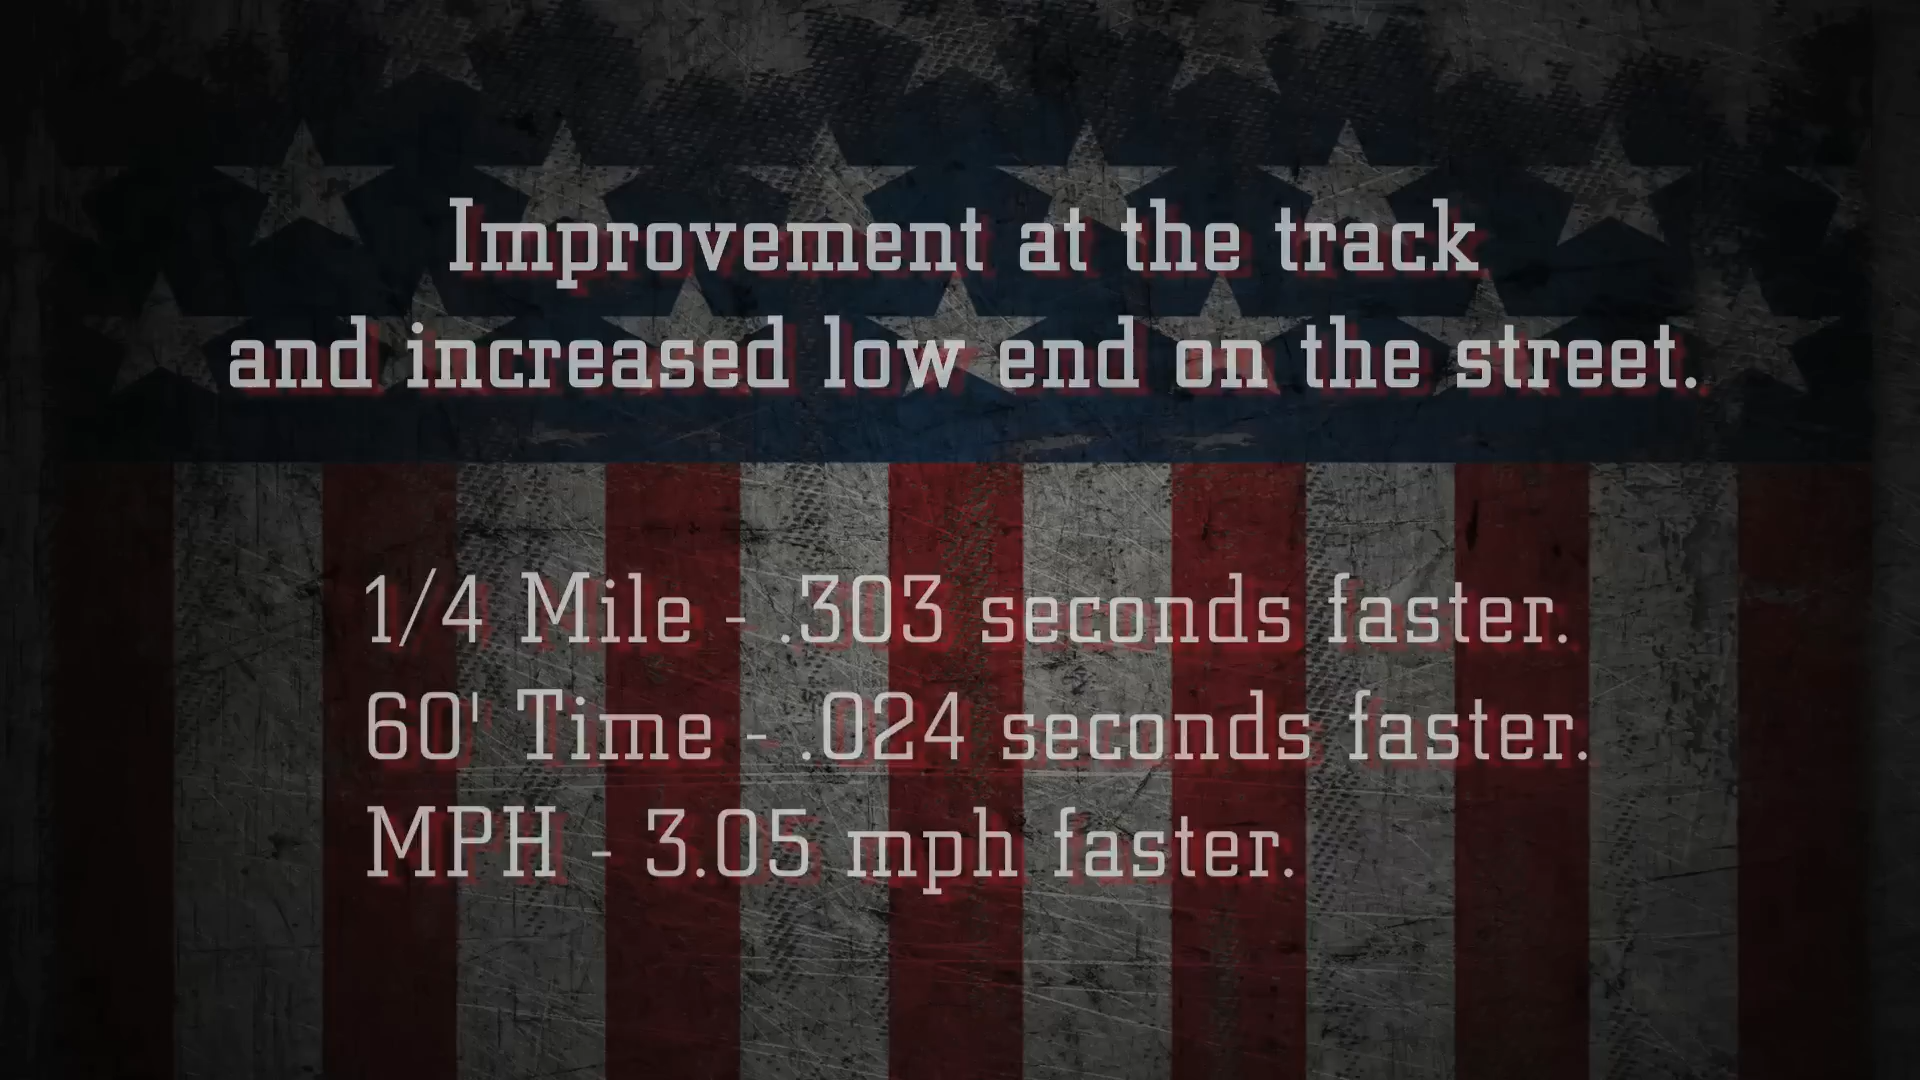 Improvement at the track
and increased low end on the street.
1/4 Mile - .303 seconds faster.
60' Time - .024 seconds faster.
MPH - 3.05 mph faster.